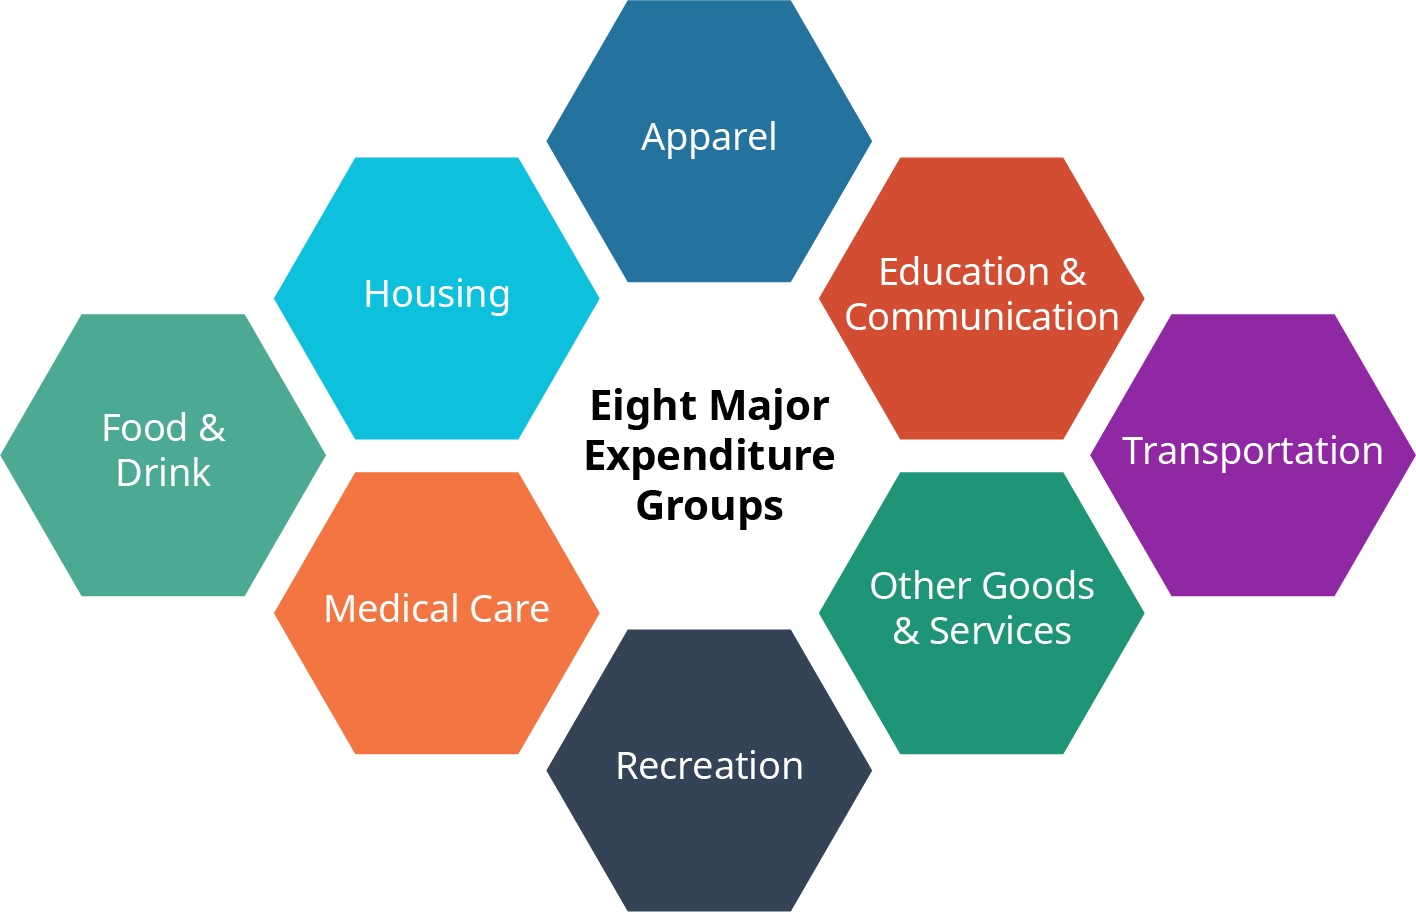 Apparel
Housing
Education &
Communication
Eight Major
Expenditure
Groups
Food &
Drink
Transportation
Medical Care
Other Goods
& Services
Recreation